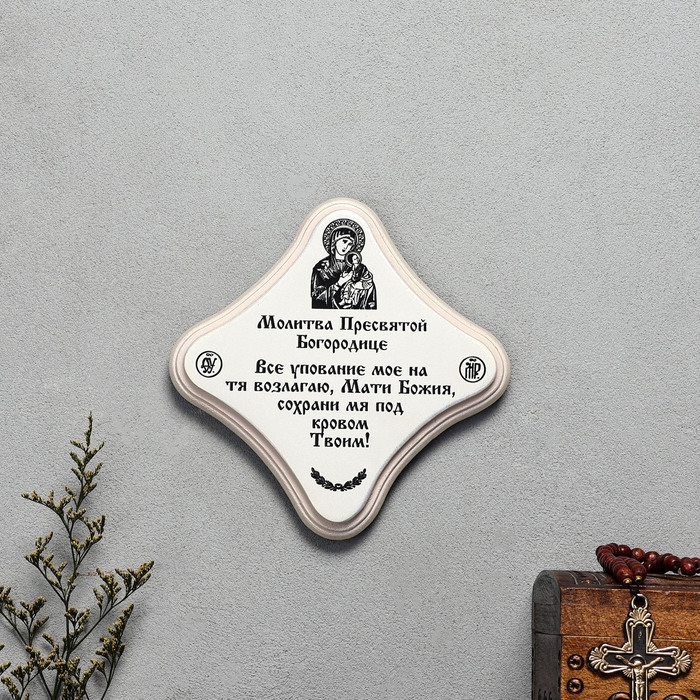 Молитва Пресвятой
Богородице
Все упование мое на
тя возлагаю, Мати Божия,
сохрани мя под
кровом
Твоим!